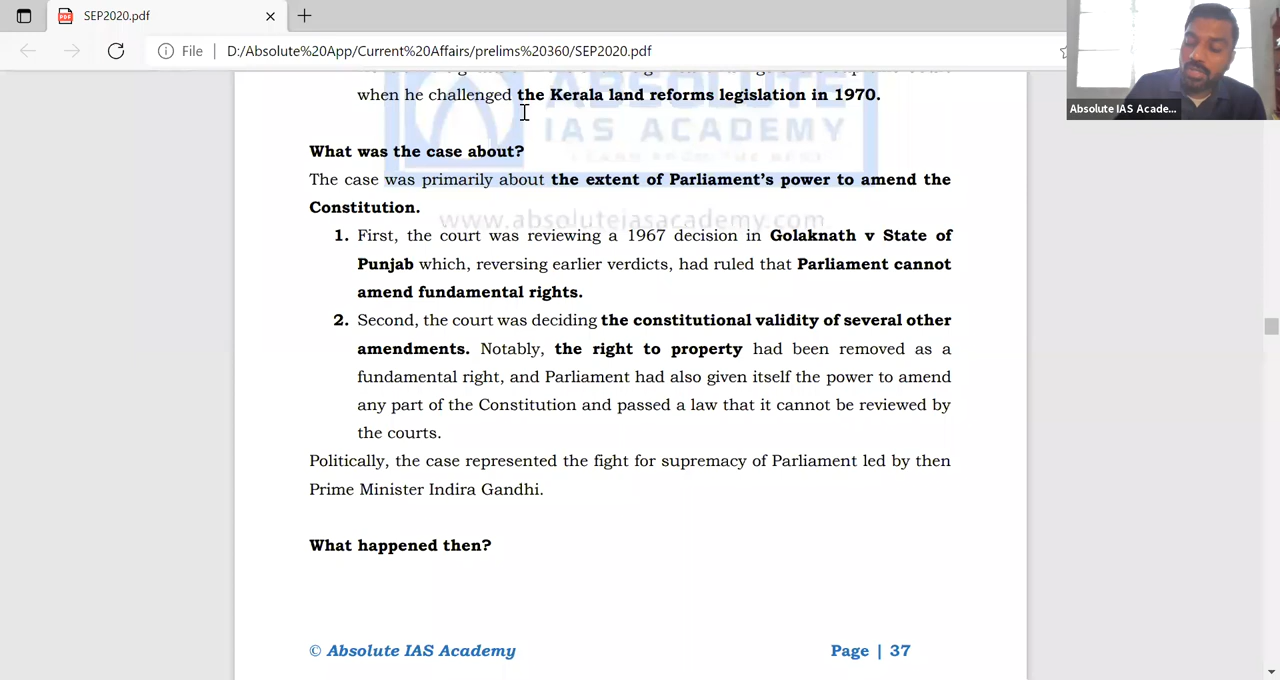 SEP2020.pdf
File
D:/Absolute%20App/Current%20Affairs/prelims%20360/SEP2020.pdf
Absolute IAS Acade...
when he challenged the Kerala land reforms legislation in 1970.
ABSOLUTE
IAS ACADEMY
What was the case about?
The case was primarily about the extent of Parliament’s power to amend the
Constitution.
www.absoluteiasacademy.com
1. First, the court was reviewing a 1967 decision in Golaknath v State of
Punjab which, reversing earlier verdicts, had ruled that Parliament cannot
amend fundamental rights.
2. Second, the court was deciding the constitutional validity of several other
amendments. Notably, the right to property had been removed as a
fundamental right, and Parliament had also given itself the power to amend
any part of the Constitution and passed a law that it cannot be reviewed by
the courts.
Politically, the case represented the fight for supremacy of Parliament led by then
Prime Minister Indira Gandhi.
What happened then?
© Absolute IAS Academy
Page | 37